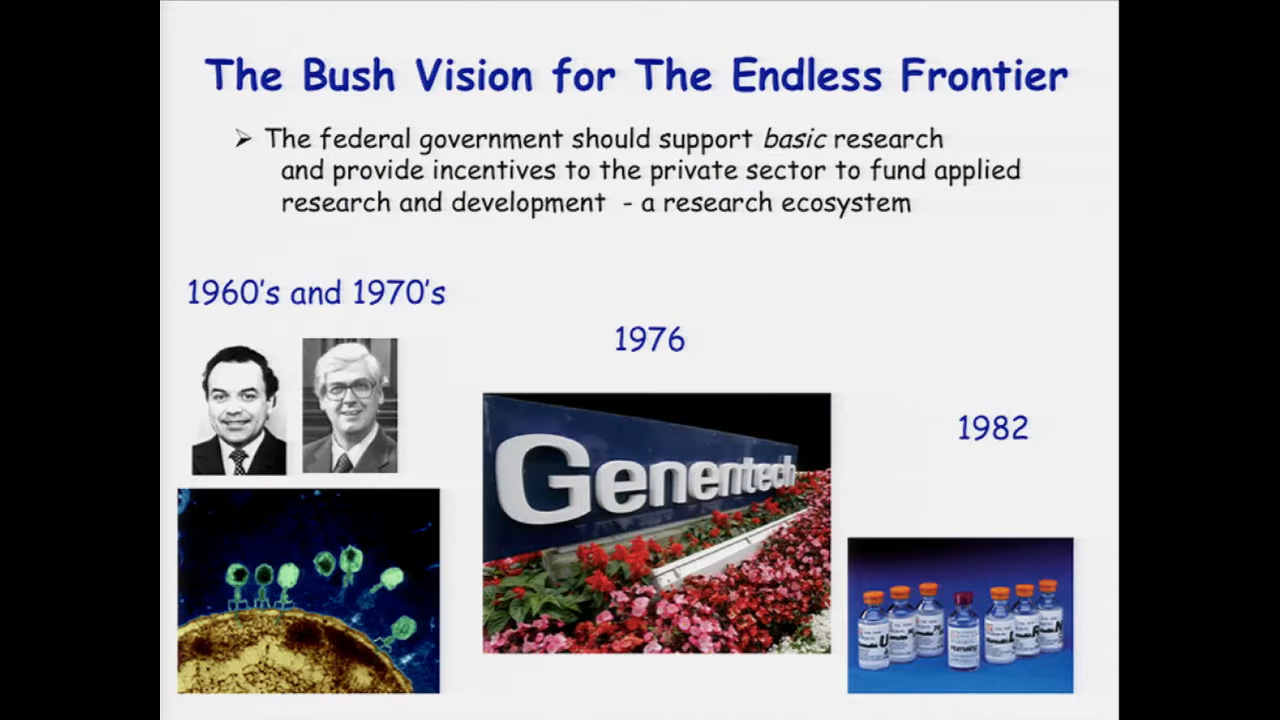 The Bush Vision for The Endless Frontier
➢ The federal government should support basic research
and provide incentives to the private sector to fund applied
research and development - a research ecosystem
1960's and 1970's
1976
1982
Genentech